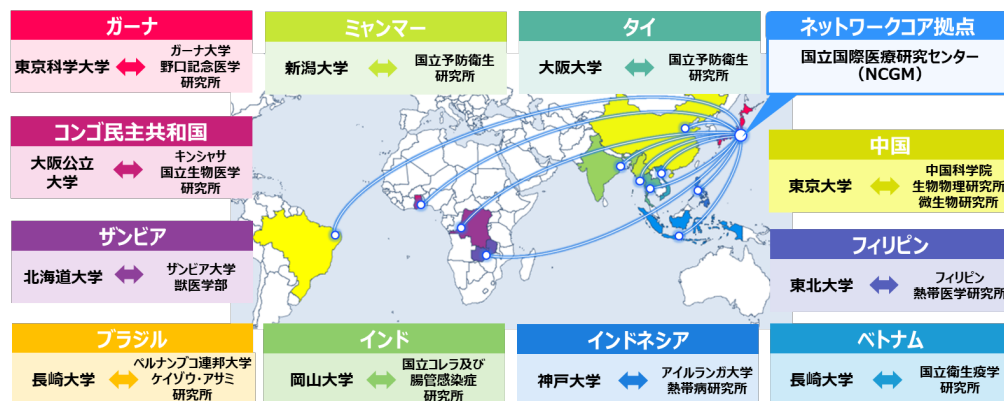 ガーナ
東京科学大学
ガーナ大学
野口記念医学
研究所
ミャンマー
新潟大学
国立予防衛生
研究所
タイ
大阪大学
国立予防衛生
研究所
ネットワークコア拠点
国立国際医療研究センター
（NCGM）
コンゴ民主共和国
大阪公立
大学
キンシャサ
国立生物医学
研究所
中国
東京大学
中国科学院
生物物理研究所
微生物研究所
ザンビア
北海道大学
ザンビア大学
獣医学部
フィリピン
東北大学
フィリピン
熱帯医学研究所
ブラジル
長崎大学
ペルナンブコ連邦大学
ケイゾウ・アサミ
研究所
インド
岡山大学
国立コレラ及び
腸管感染症
研究所
インドネシア
神戸大学
アイルランガ大学
熱帯病研究所
ベトナム
長崎大学
国立衛生疫学
研究所